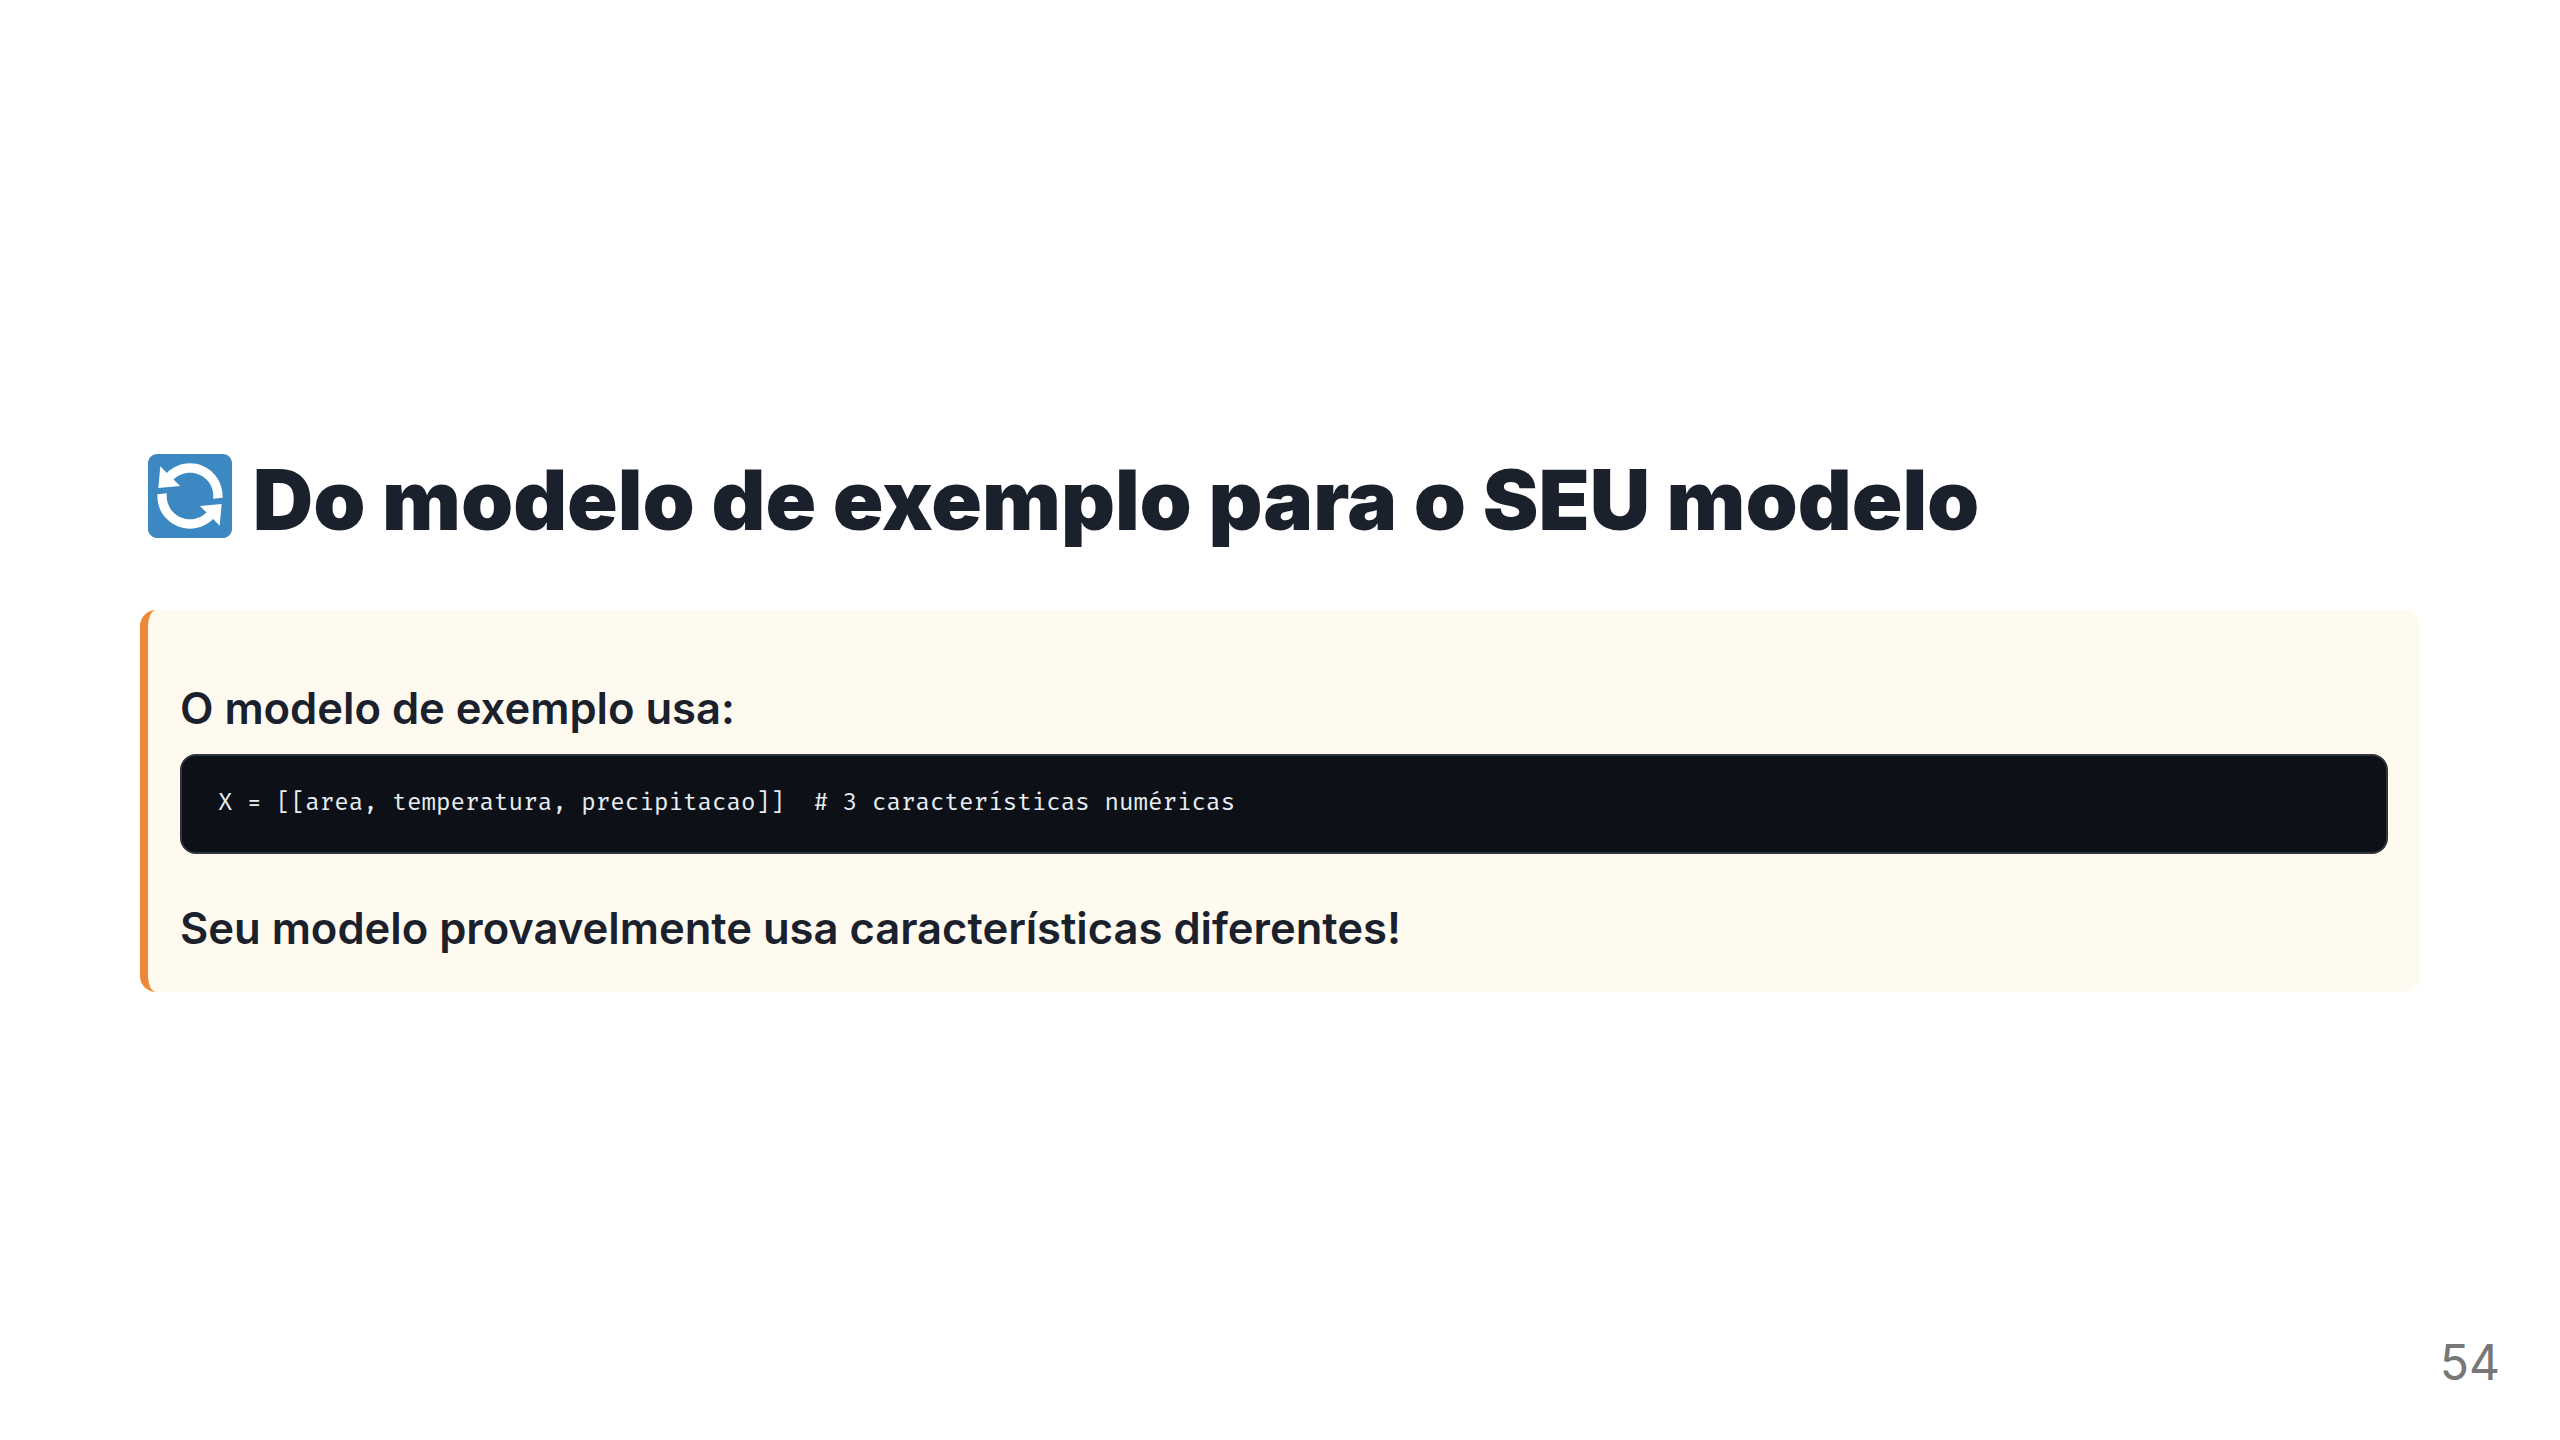 🔄 Do modelo de exemplo para o SEU modelo
O modelo de exemplo usa:
X = [[area, temperatura, precipitacao]]  # 3 características numéricas
Seu modelo provavelmente usa características diferentes!
54